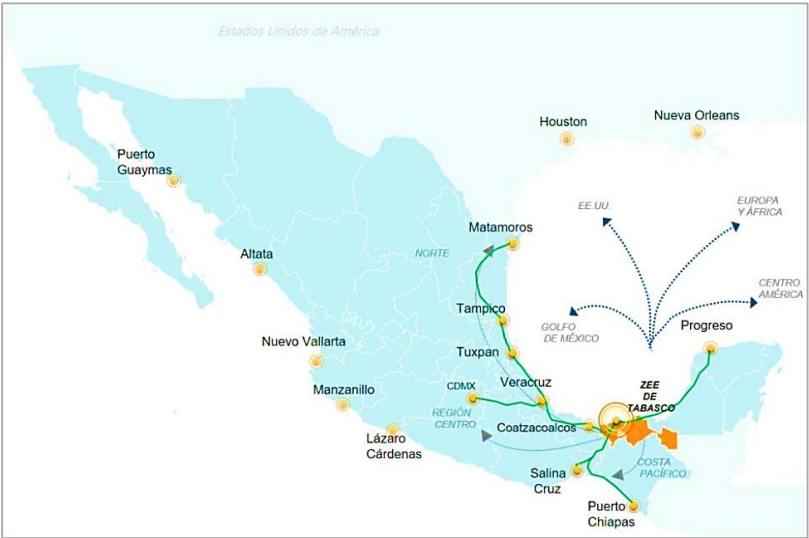 Estados Unidos de América
Houston
Nueva Orleans
Puerto
Guaymas
EE.UU.
EUROPA
Y ÁFRICA
Matamoros
NORTE
Altata
CENTRO
AMÉRICA
Tampico
GOLFO
DE MÉXICO
Progreso
Nuevo Vallarta
Tuxpan
Manzanillo
CDMX
Veracruz
ZEE
DE
TABASCO
REGIÓN
CENTRO
Coatzacoalcos
Lázaro
Cárdenas
COSTA
PACÍFICO
Salina
Cruz
Puerto
Chiapas